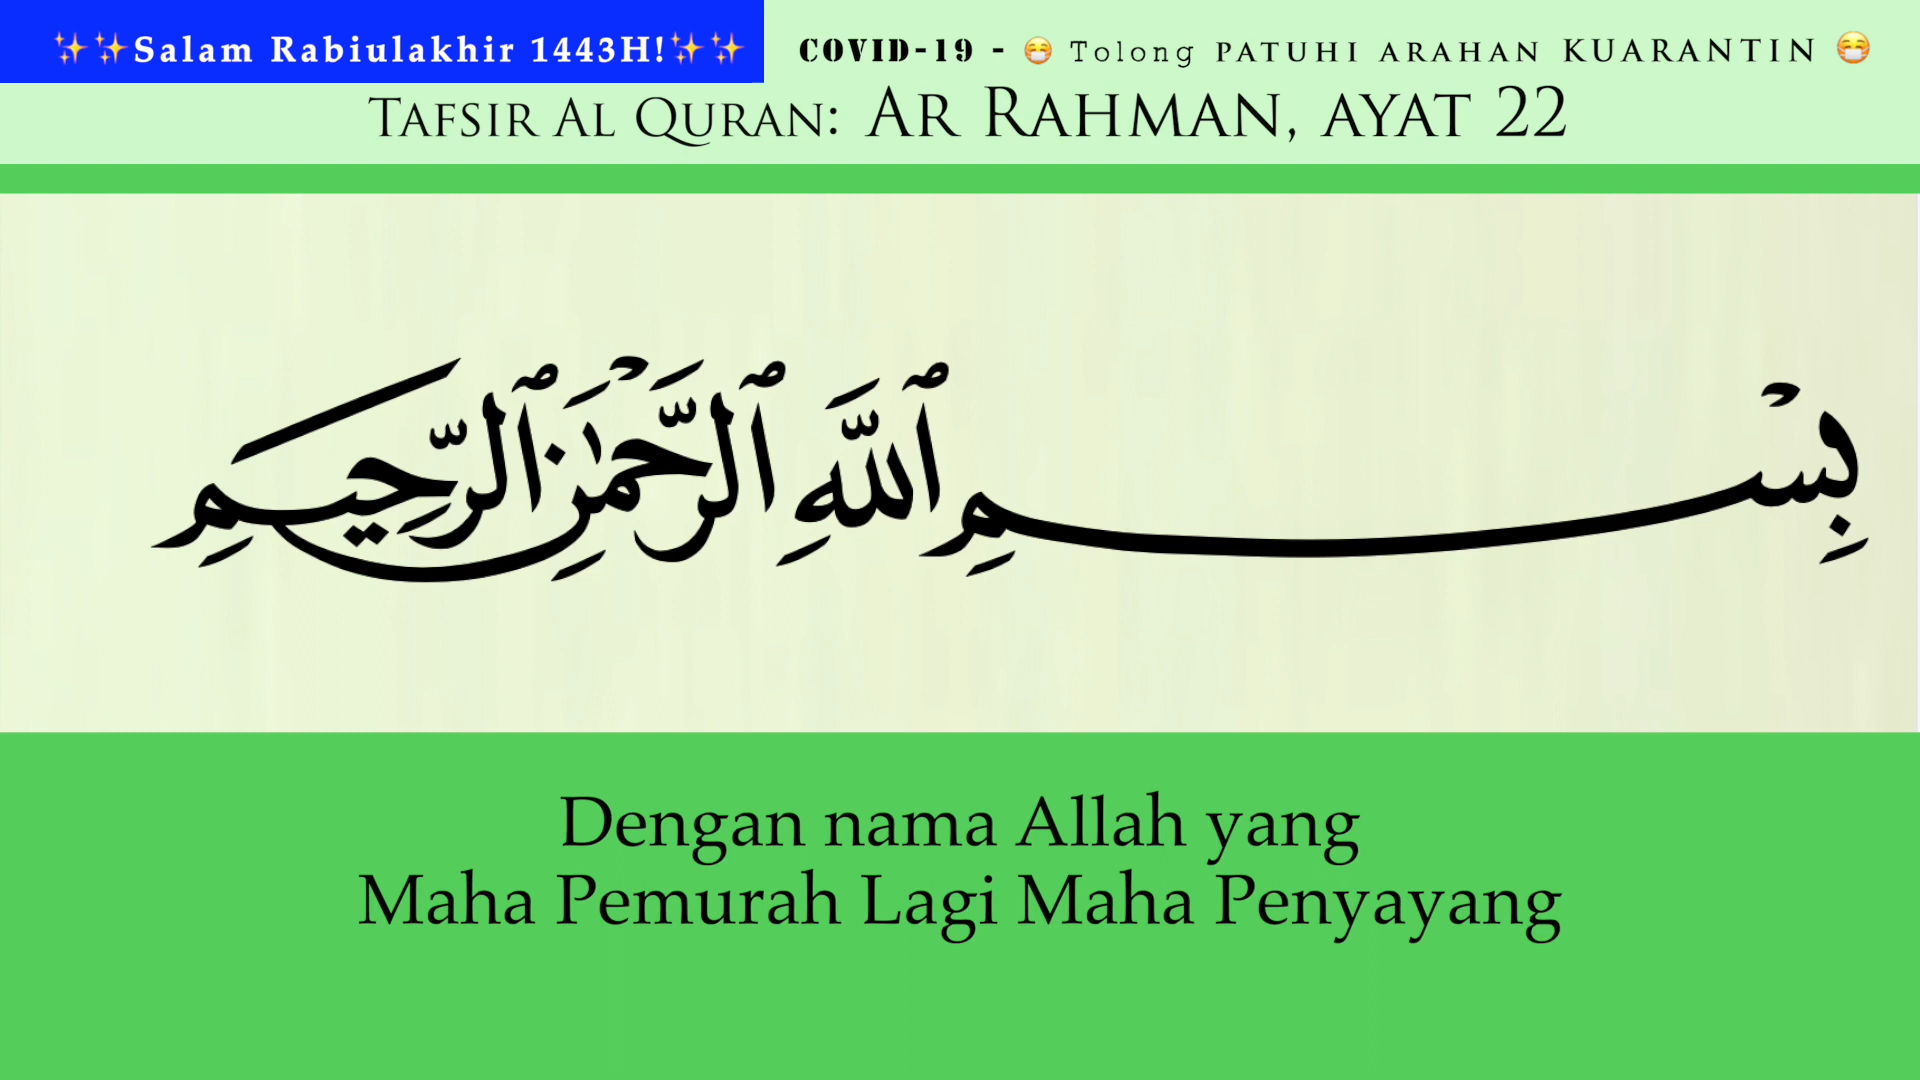 ✨✨Salam Rabiulakhir 1443H!✨✨
COVID-19 - 😷 Tolong PATUHI ARAHAN KUARANTIN 😷
Tafsir Al Quran: Ar Rahman, ayat 22
بِسْمِ ٱللَّهِ ٱلرَّحْمَٰنِ ٱلرَّحِيمِ
Dengan nama Allah yang
Maha Pemurah Lagi Maha Penyayang